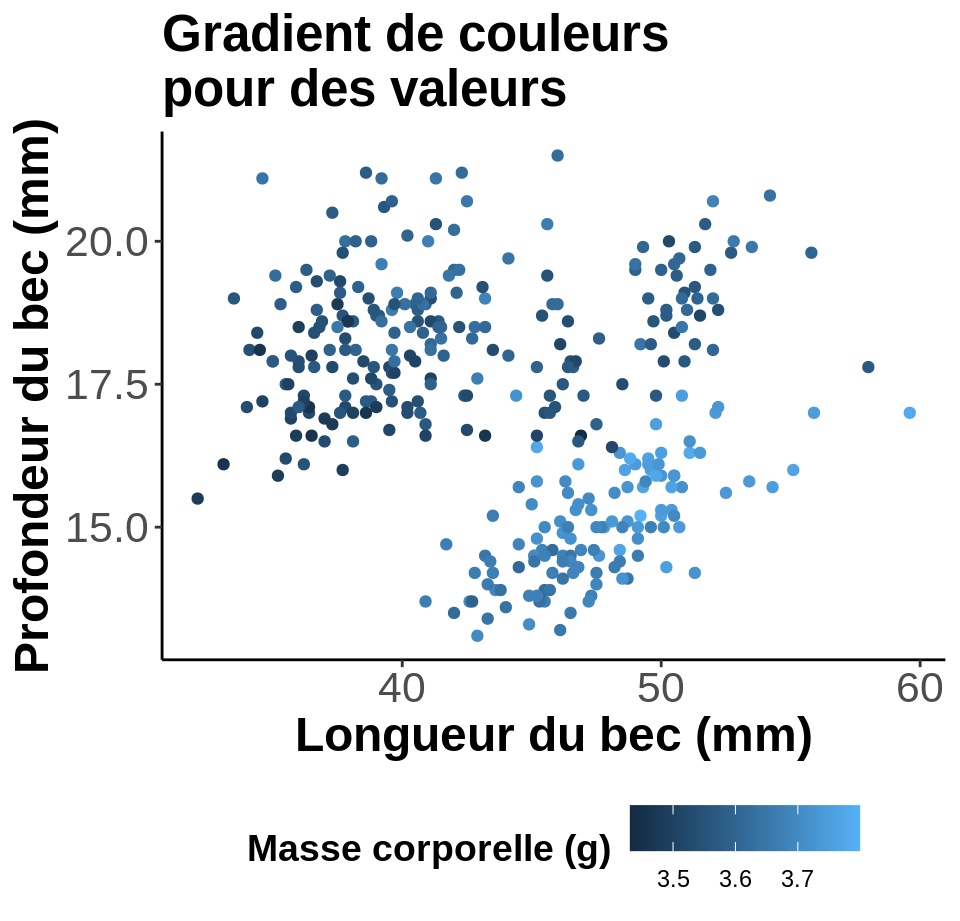 Gradient de couleurs
pour des valeurs
Profondeur du bec (mm)
20.0
17.5
15.0
40 50 60
Longueur du bec (mm)
Masse corporelle (g)
3.5 3.6 3.7